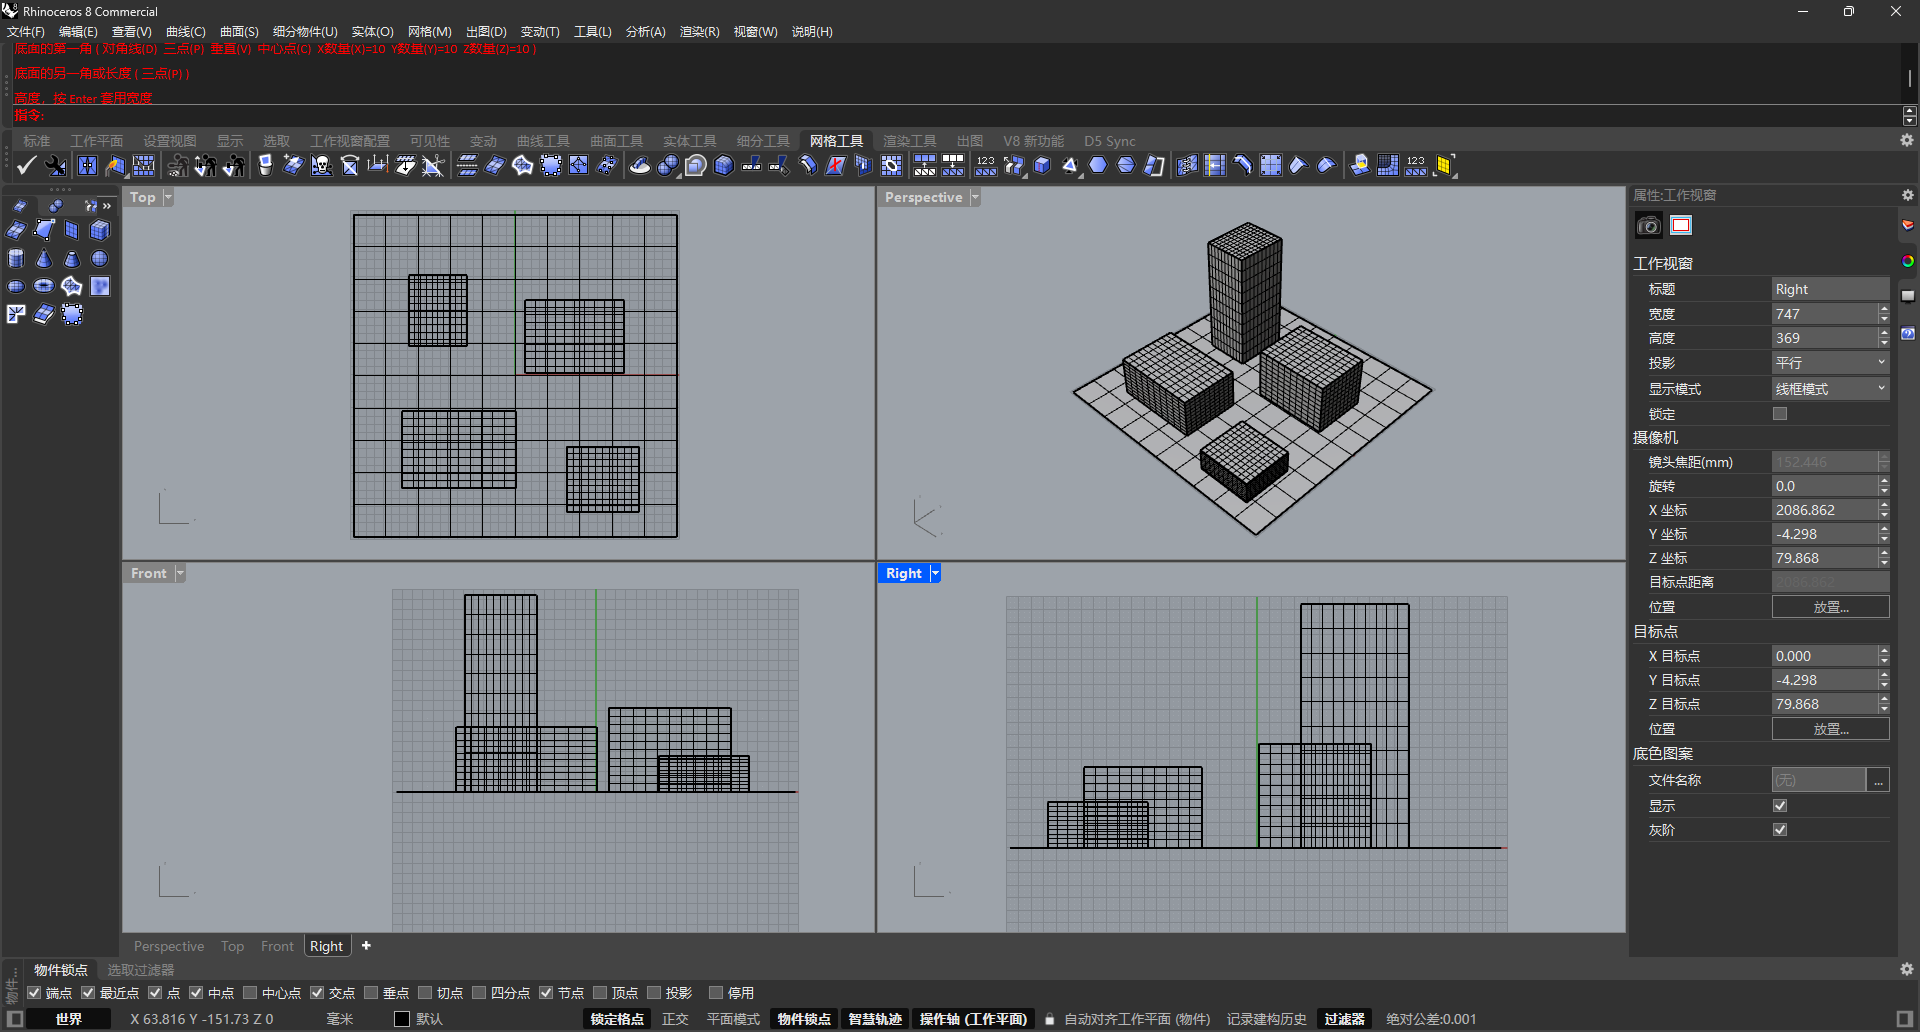 Rhinoceros 8 Commercial
文件(F) 编辑(E) 查看(V) 曲线(C) 曲面(S) 细分物件(U) 实体(O) 网格(M) 出图(D) 变动(T) 工具(L) 分析(A) 渲染(R) 视窗(W) 说明(H)
底面的第一角 ( 对角线(D) 三点(P) 垂直(V) 中心点(C) X数量(X)=10 Y数量(Y)=10 Z数量(Z)=10 )
底面的另一角或长度 ( 三点(P) )
高度，按 Enter 套用宽度
指令:
标准 工作平面 设置视图 显示 选取 工作视窗配置 可见性 变动 曲线工具 曲面工具 实体工具 细分工具 网格工具 渲染工具 出图 V8 新功能 D5 Sync
123 123
Top
Perspective
Front
Right
属性:工作视窗
工作视窗
标题 Right
宽度 747
高度 369
投影 平行
显示模式 线框模式
锁定
摄像机
镜头焦距(mm) 152.446
旋转 0.0
X 坐标 2086.862
Y 坐标 -4.298
Z 坐标 79.868
目标点距离 2086.862
位置 放置...
目标点
X 目标点 0.000
Y 目标点 -4.298
Z 目标点 79.868
位置 放置...
底色图案
文件名称 (无) ...
显示
灰阶
Perspective Top Front Right
物件锁点 选取过滤器
物件
端点 最近点 点 中点 中心点 交点 垂点 切点 四分点 节点 顶点 投影 停用
世界 X 63.816 Y -151.73 Z 0 毫米 默认 锁定格点 正交 平面模式 物件锁点 智慧轨迹 操作轴 (工作平面) 自动对齐工作平面 (物件) 记录建构历史 过滤器 绝对公差:0.001